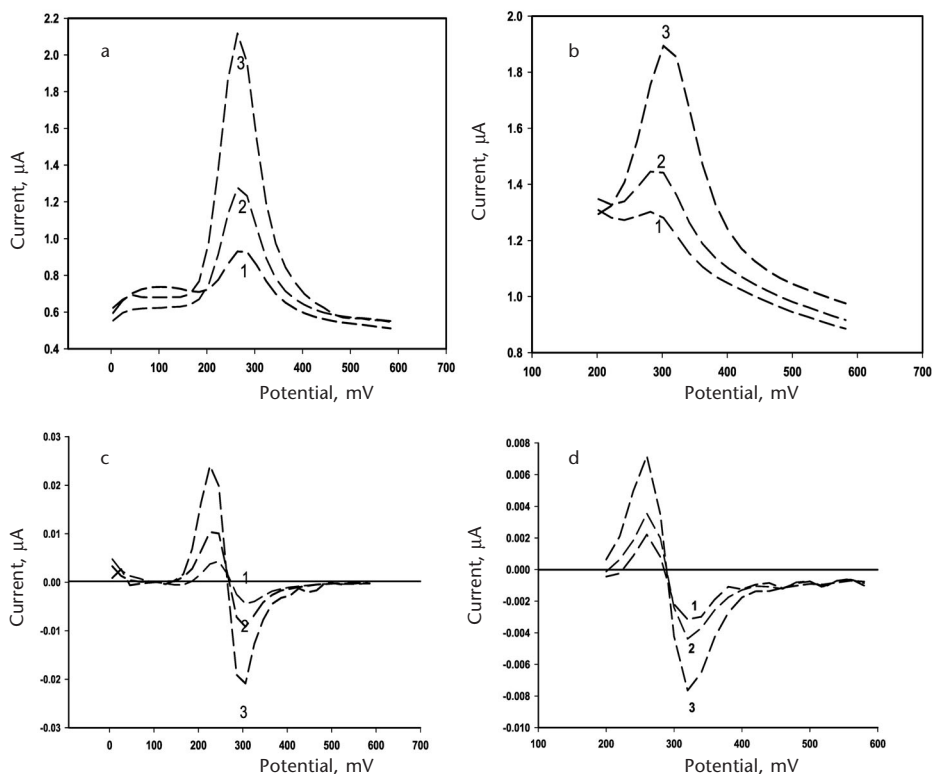 a
2.2
2.0
1.8
1.6
1.4
1.2
1.0
0.8
0.6
0.4
Current, µA
3
2
1
0 100 200 300 400 500 600 700
Potential, mV
b
2.0
1.8
1.6
1.4
1.2
1.0
0.8
Current, µA
3
2
1
100 200 300 400 500 600 700
Potential, mV
c
0.03
0.02
0.01
0.00
-0.01
-0.02
-0.03
Current, µA
1
2
3
0 100 200 300 400 500 600 700
Potential, mV
d
0.008
0.006
0.004
0.002
0.000
-0.002
-0.004
-0.006
-0.008
-0.010
Current, µA
1
2
3
100 200 300 400 500 600
Potential, mV